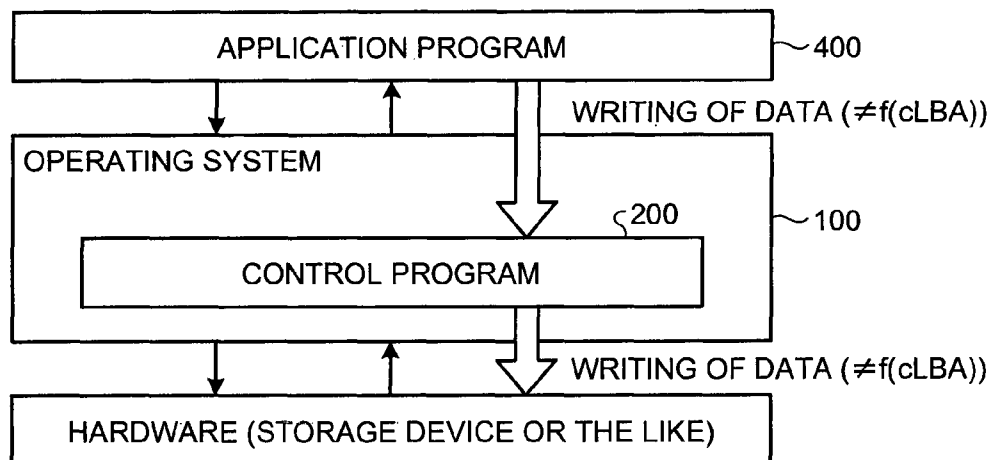 APPLICATION PROGRAM
400
WRITING OF DATA (≠f(cLBA))
OPERATING SYSTEM
200
100
CONTROL PROGRAM
WRITING OF DATA (≠f(cLBA))
HARDWARE (STORAGE DEVICE OR THE LIKE)